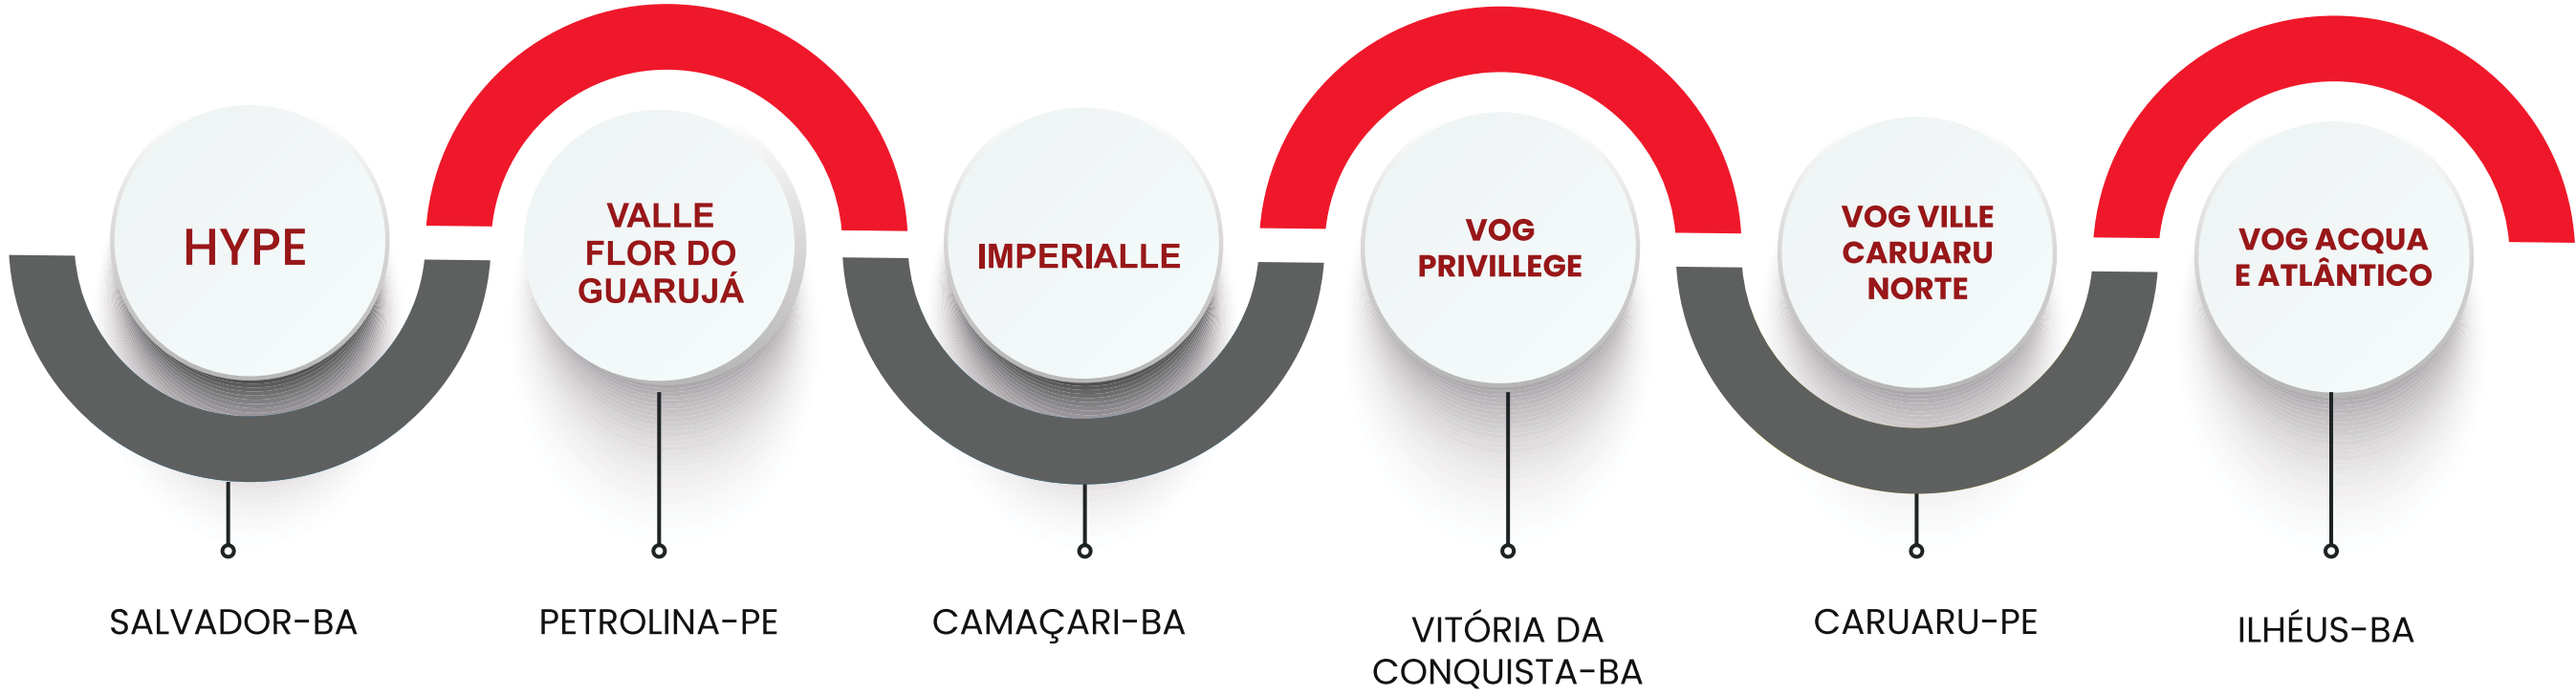 HYPE
VALLE
FLOR DO
GUARUJÁ
IMPERIALLE
VOG
PRIVILLEGE
VOG VILLE
CARUARU
NORTE
VOG ACQUA
E ATLÂNTICO
SALVADOR-BA
PETROLINA-PE
CAMAÇARI-BA
VITÓRIA DA
CONQUISTA-BA
CARUARU-PE
ILHÉUS-BA